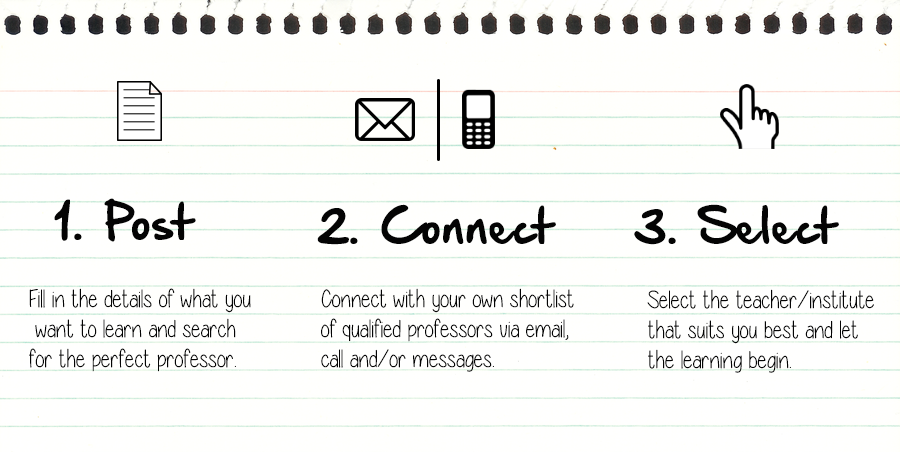 1. Post
Fill in the details of what you
want to learn and search
for the perfect professor.
2. Connect
Connect with your own shortlist
of qualified professors via email,
call and/or messages.
3. Select
Select the teacher/institute
that suits you best and let
the learning begin.